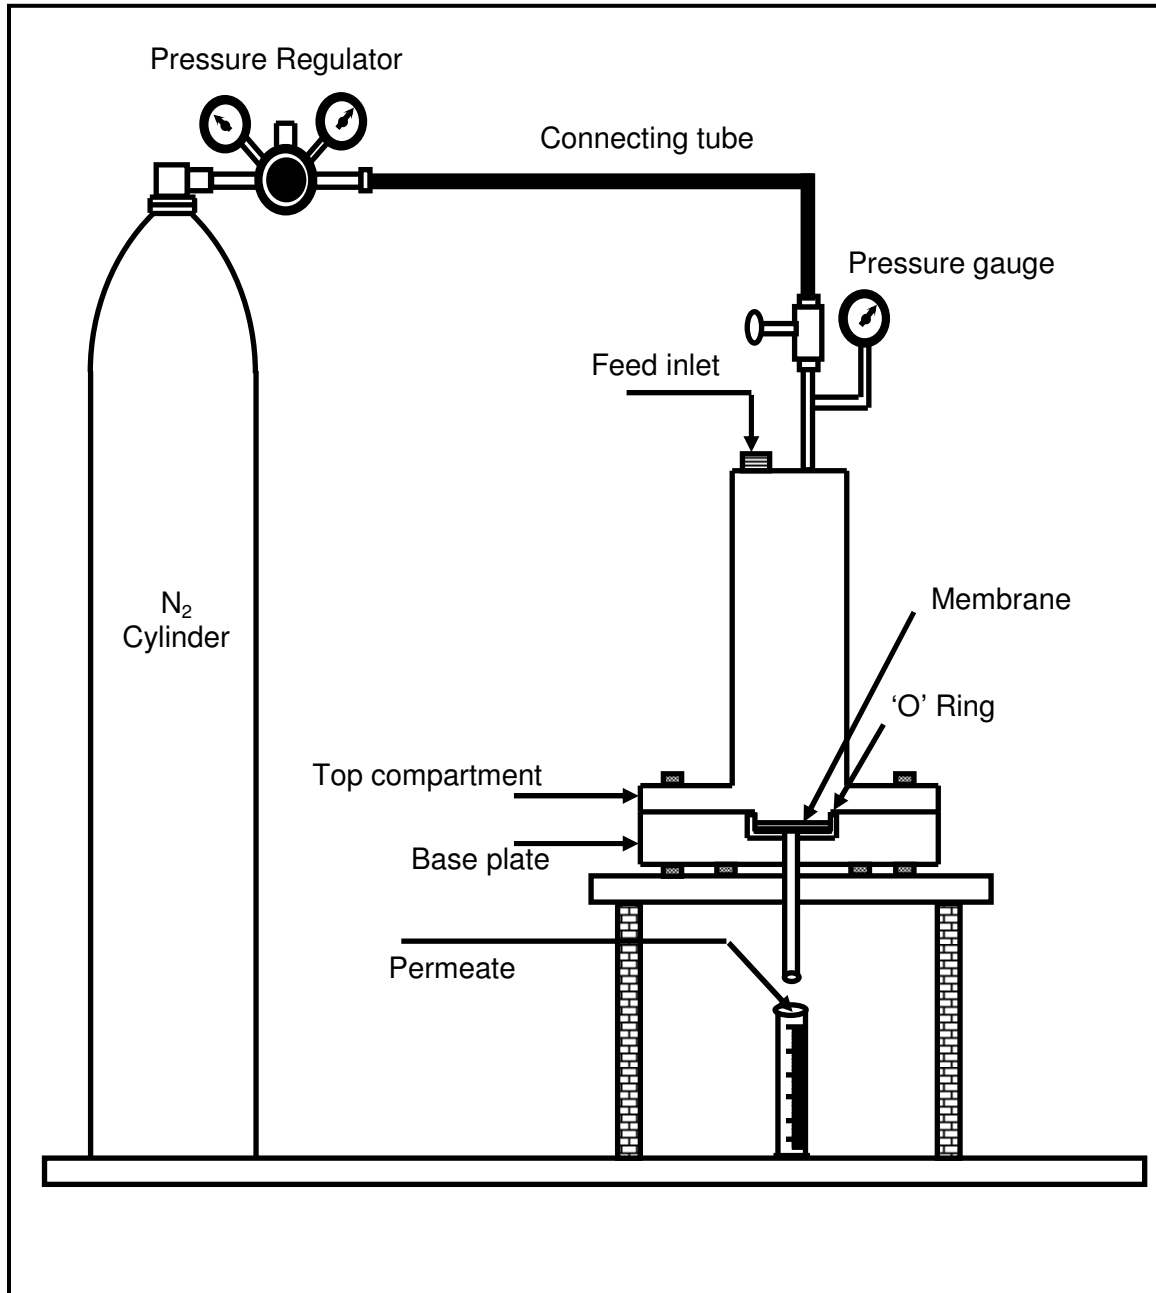 Pressure Regulator
Connecting tube
Pressure gauge
Feed inlet
N₂
Cylinder
Membrane
‘O’ Ring
Top compartment
Base plate
Permeate